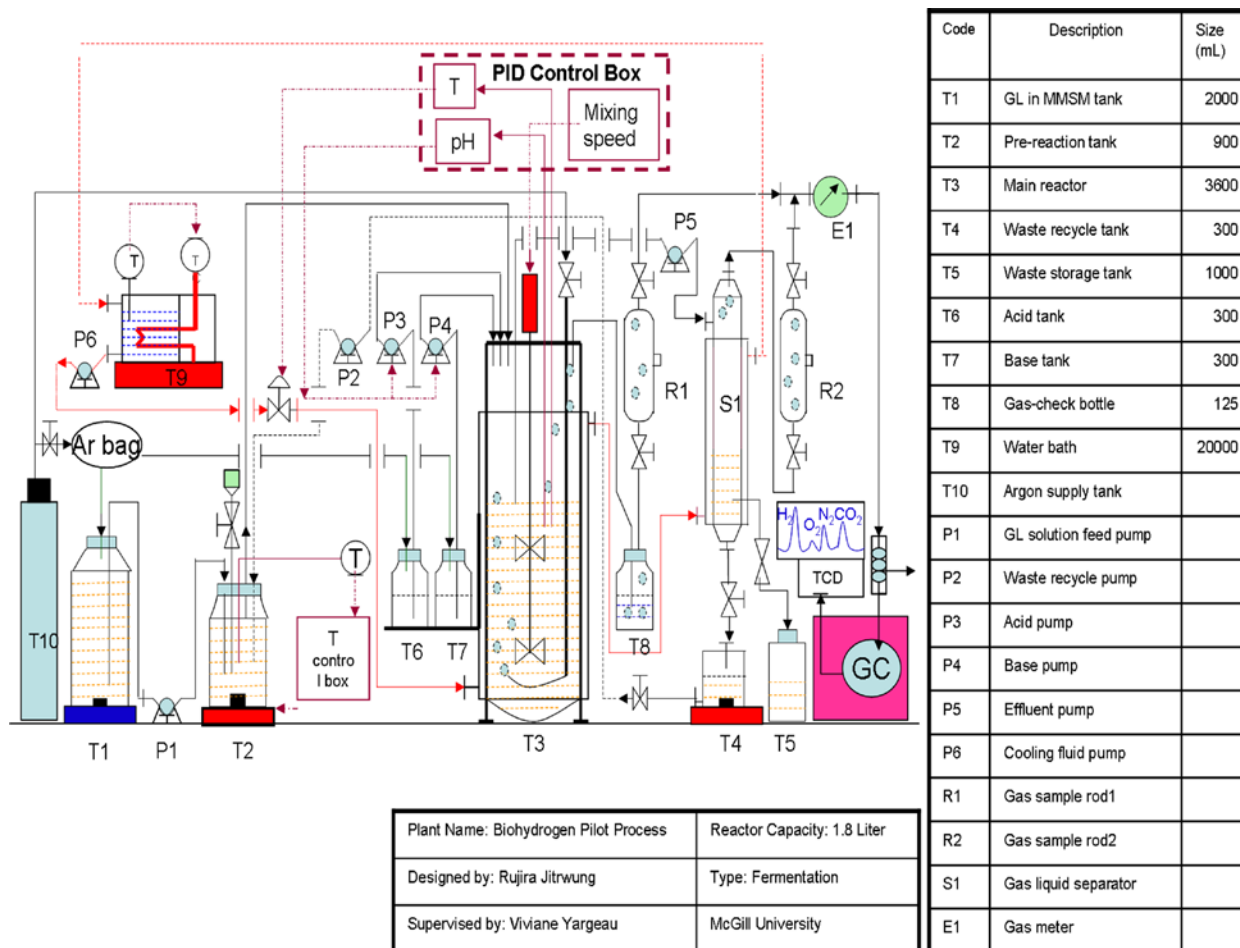 PID Control Box
T
Mixing
speed
pH
P5
E1
T
T
C
P6
T9
P2
P3
P4
R1
S1
R2
Ar bag
T10
T
T
contro
l box
T6
T7
T8
H2
O2
N2CO2
TCD
GC
T1
P1
T2
T3
T4
T5
Code Description Size
(mL)
T1 GL in MMSM tank 2000
T2 Pre-reaction tank 900
T3 Main reactor 3600
T4 Waste recycle tank 300
T5 Waste storage tank 1000
T6 Acid tank 300
T7 Base tank 300
T8 Gas-check bottle 125
T9 Water bath 20000
T10 Argon supply tank
P1 GL solution feed pump
P2 Waste recycle pump
P3 Acid pump
P4 Base pump
P5 Effluent pump
P6 Cooling fluid pump
R1 Gas sample rod1
R2 Gas sample rod2
S1 Gas liquid separator
E1 Gas meter
Plant Name: Biohydrogen Pilot Process Reactor Capacity: 1.8 Liter
Designed by: Rujira Jitrwung Type: Fermentation
Supervised by: Viviane Yargeau McGill University